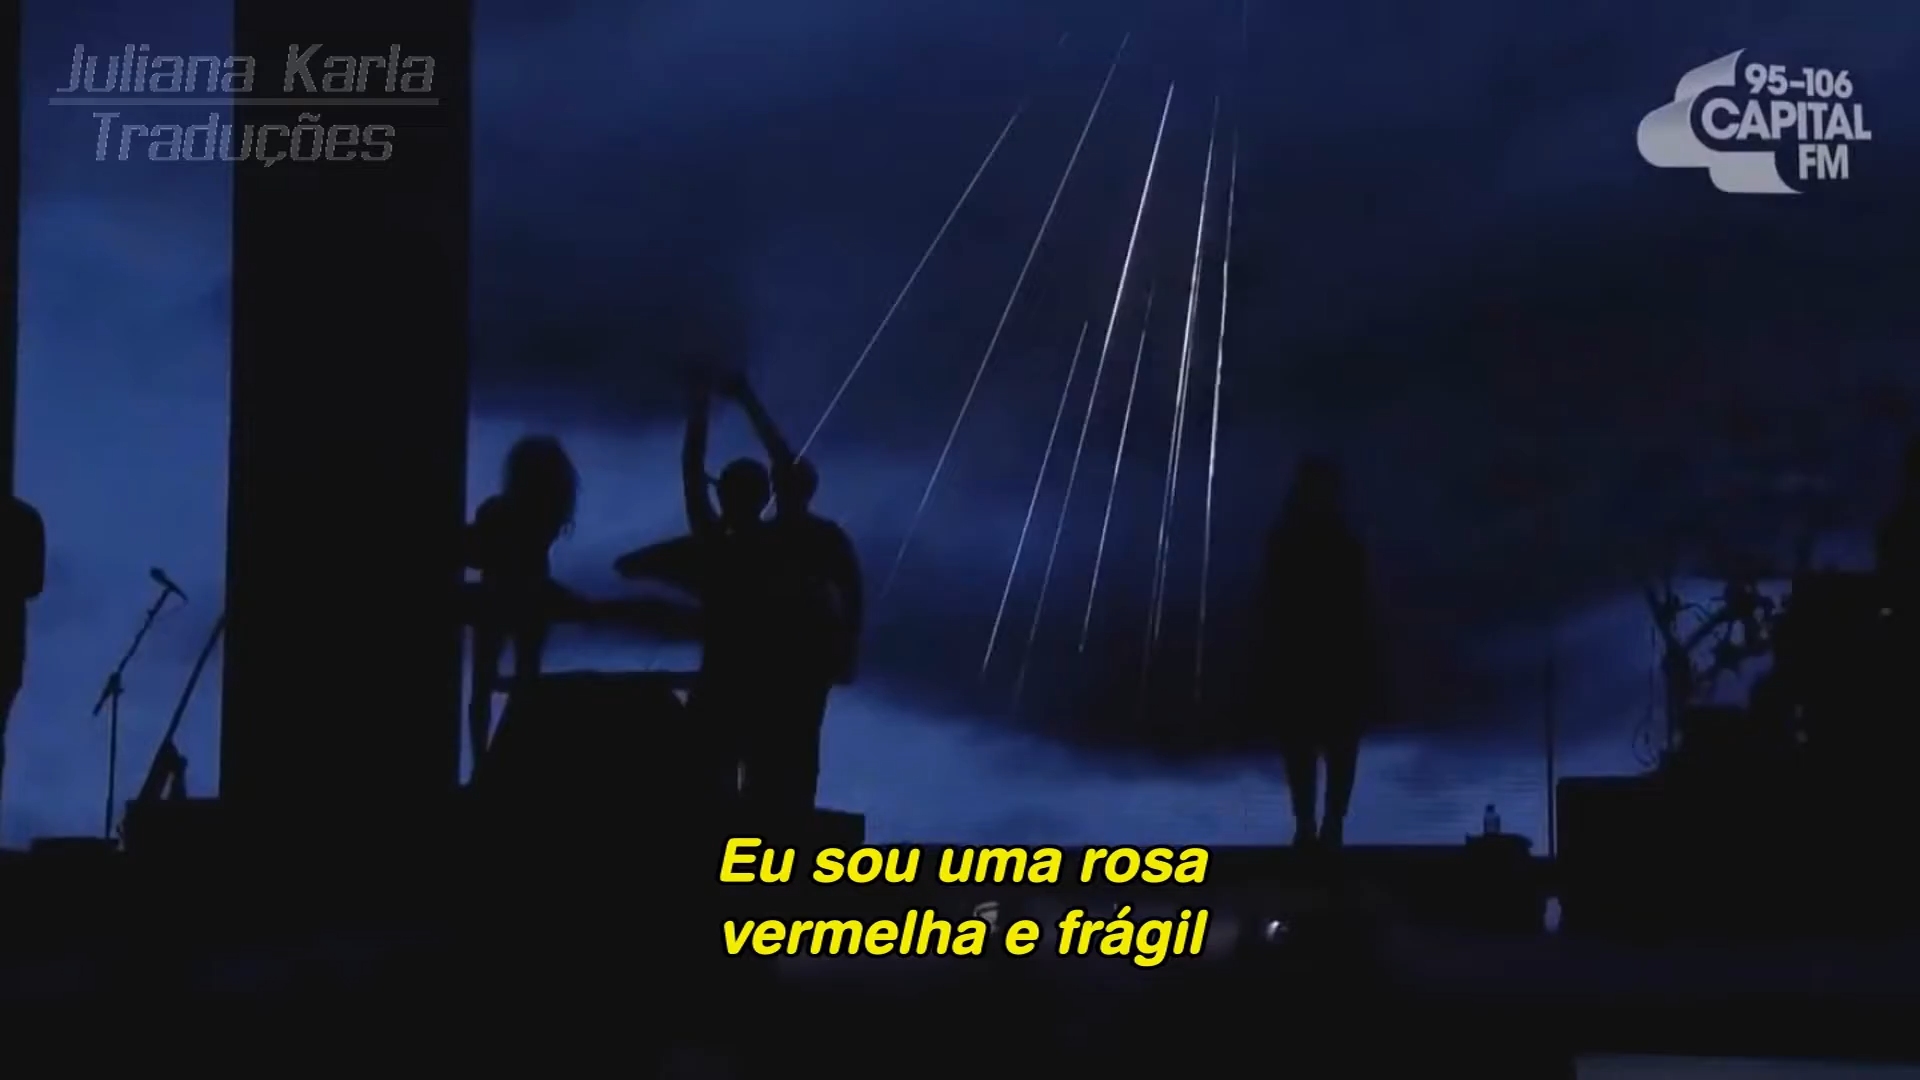 Juliana Karla
Traduções
95-106
CAPITAL
FM
Eu sou uma rosa
vermelha e frágil